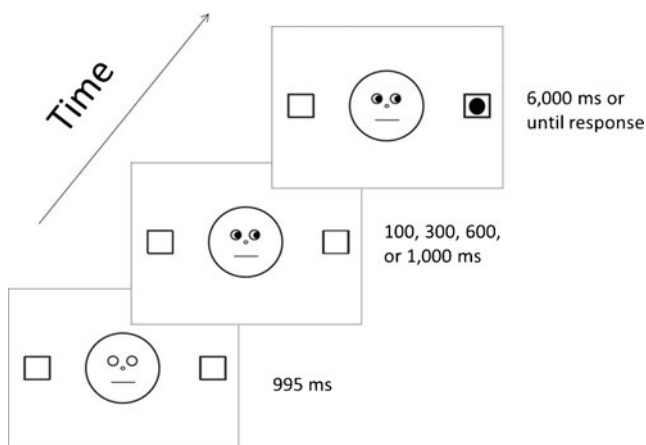 Time
6,000 ms or
until response
100, 300, 600,
or 1,000 ms
995 ms